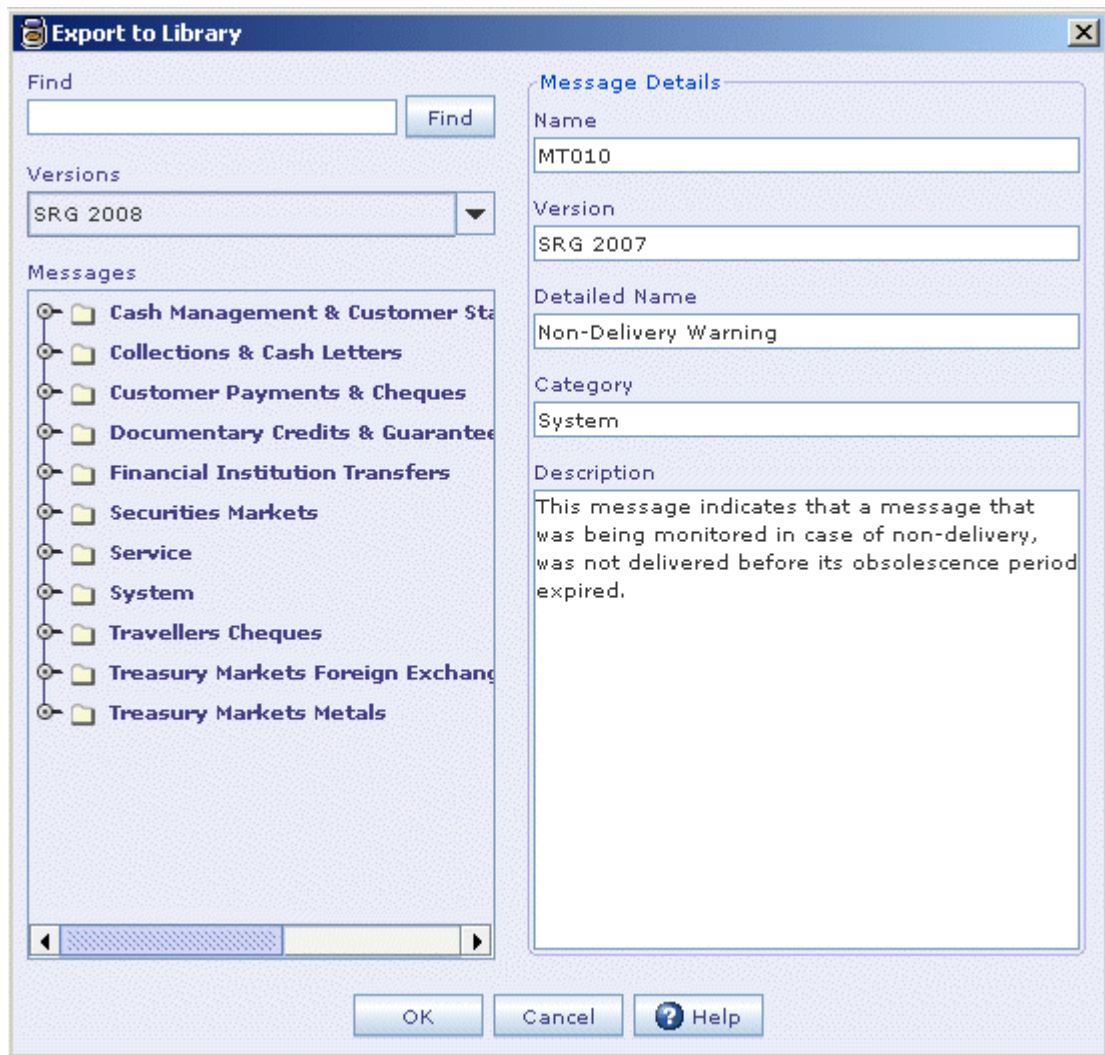 Export to Library
Find
Find
Versions
SRG 2008
Messages
Cash Management & Customer Sta
Collections & Cash Letters
Customer Payments & Cheques
Documentary Credits & Guarantee
Financial Institution Transfers
Securities Markets
Service
System
Travellers Cheques
Treasury Markets Foreign Exchang
Treasury Markets Metals
Message Details
Name
MT010
Version
SRG 2007
Detailed Name
Non-Delivery Warning
Category
System
Description
This message indicates that a message that
was being monitored in case of non-delivery,
was not delivered before its obsolescence period
expired.
OK
Cancel
? Help